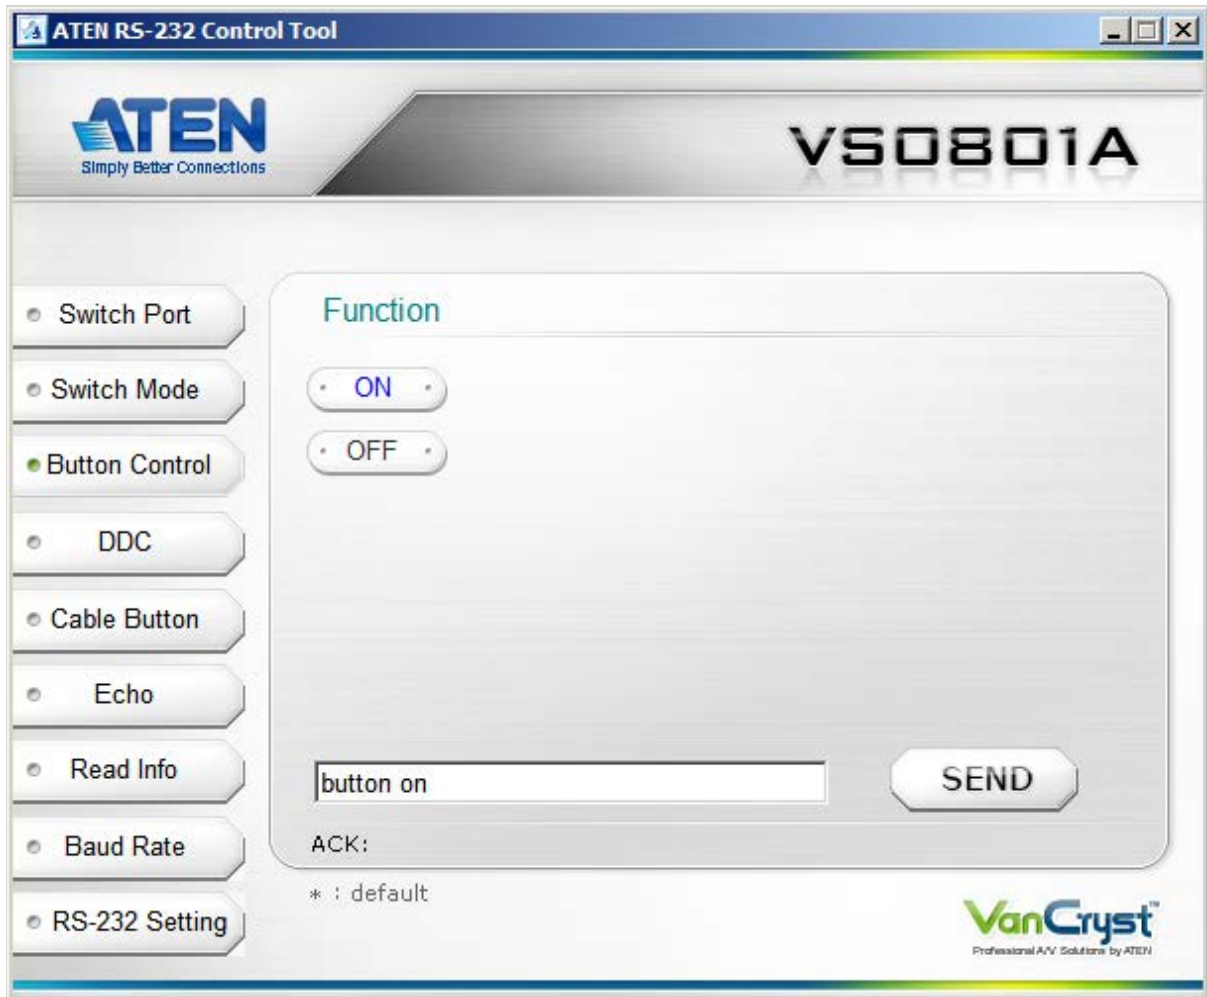 ATEN RS-232 Control Tool
ATEN
Simply Better Connections
VS0801A
Switch Port
Switch Mode
Button Control
DDC
Cable Button
Echo
Read Info
Baud Rate
RS-232 Setting
Function
ON
OFF
button on
SEND
ACK:
* : default
VanCryst™
Professional A/V Solutions by ATEN